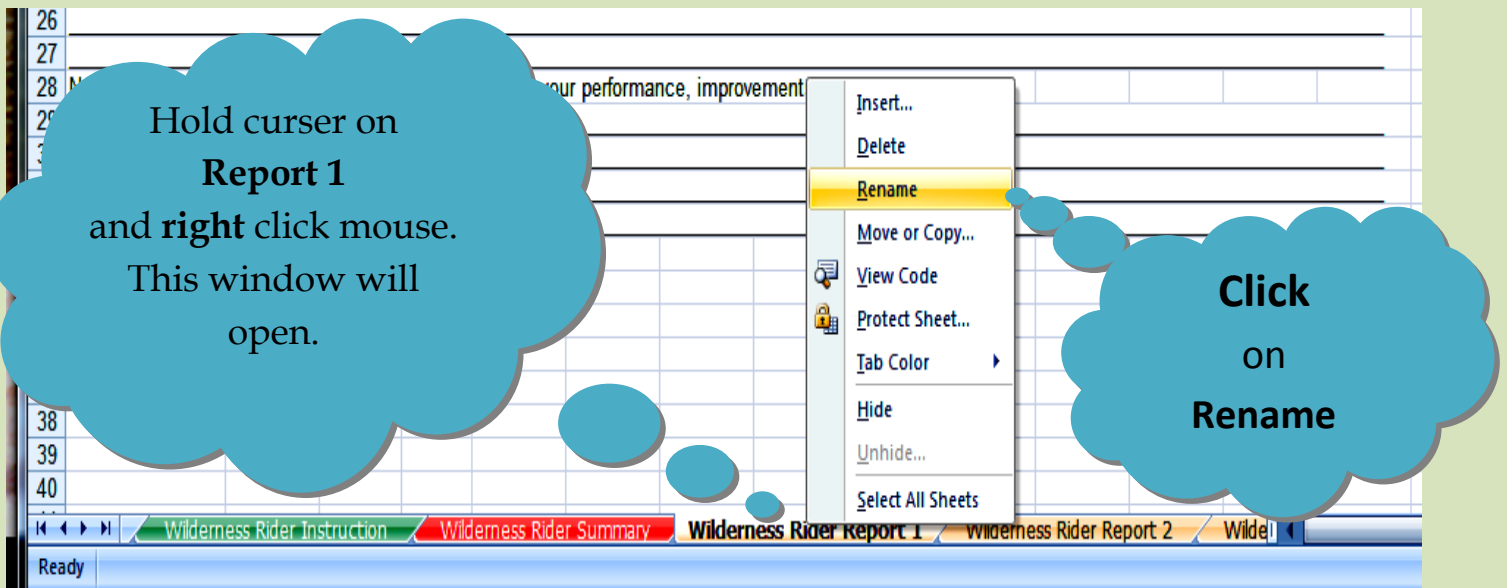 26
27
28 your performance, improvement
Hold curser on
Report 1
and right click mouse.
This window will
open.
Insert...
Delete
Rename
Move or Copy...
View Code
Protect Sheet...
Tab Color
Hide
Unhide...
Select All Sheets
Click
on
Rename
38
39
40
Wilderness Rider Instruction Wilderness Rider Summary Wilderness Rider Report 1 Wilderness Rider Report 2 Wilde
Ready